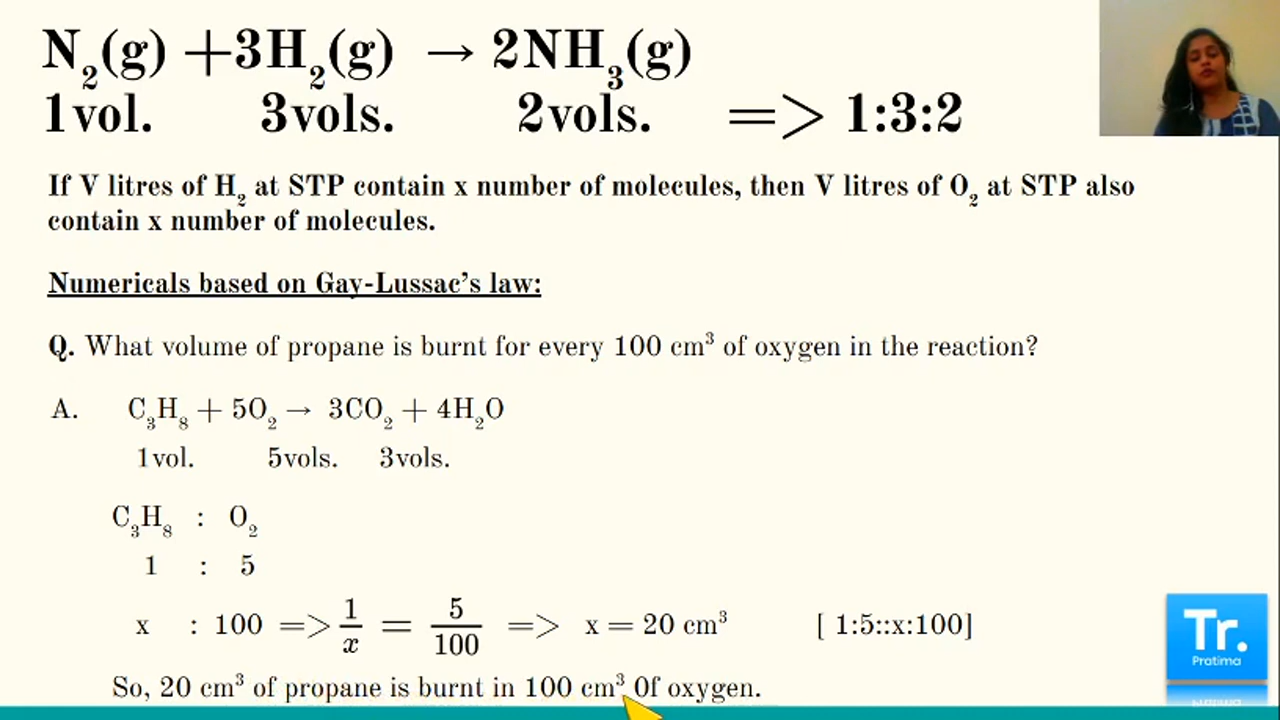 N₂(g) +3H₂(g) → 2NH₃(g)
1vol. 3vols. 2vols. => 1:3:2
If V litres of H₂ at STP contain x number of molecules, then V litres of O₂ at STP also
contain x number of molecules.
Numericals based on Gay-Lussac’s law:
Q. What volume of propane is burnt for every 100 cm³ of oxygen in the reaction?
A. C₃H₈ + 5O₂ → 3CO₂ + 4H₂O
1vol. 5vols. 3vols.
C₃H₈ : O₂
1 : 5
x : 100 => 1/x = 5/100 => x = 20 cm³ [ 1:5::x:100]
So, 20 cm³ of propane is burnt in 100 cm³ Of oxygen.
Tr.
Pratima